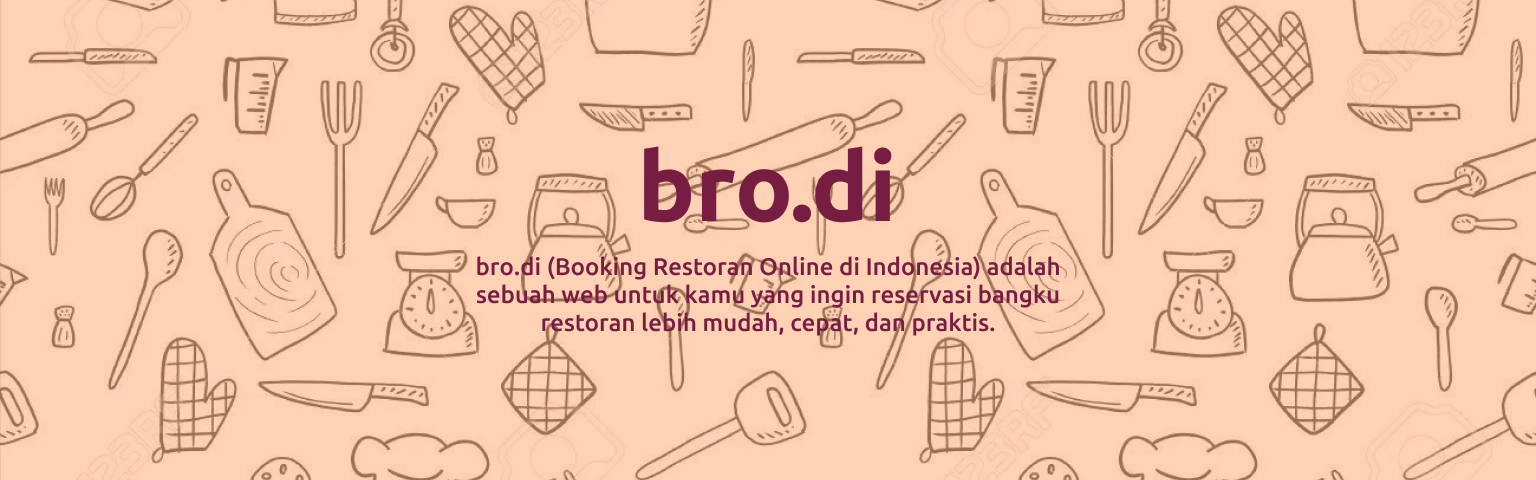 bro.di
bro.di (Booking Restoran Online di Indonesia) adalah
sebuah web untuk kamu yang ingin reservasi bangku
restoran lebih mudah, cepat, dan praktis.